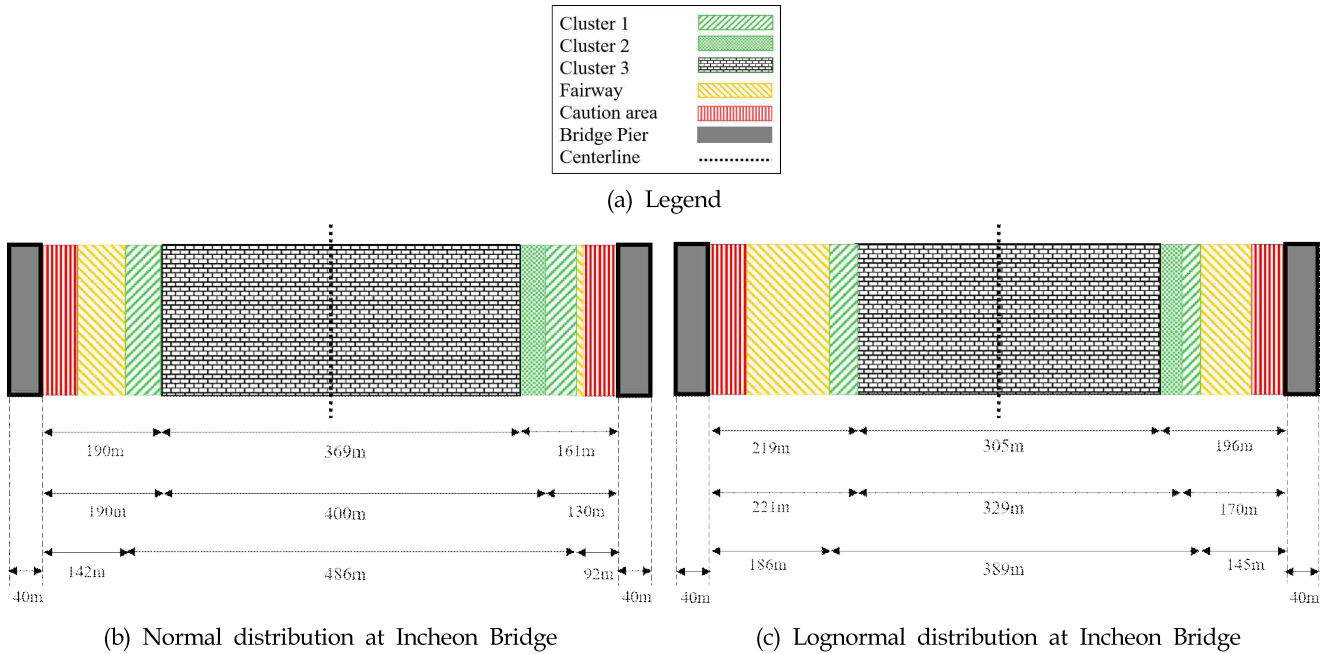 Cluster 1
Cluster 2
Cluster 3
Fairway
Caution area
Bridge Pier
Centerline
(a) Legend
190m
369m
161m
190m
400m
130m
142m
486m
92m
40m
40m
(b) Normal distribution at Incheon Bridge
219m
305m
196m
221m
329m
170m
186m
389m
145m
40m
40m
(c) Lognormal distribution at Incheon Bridge